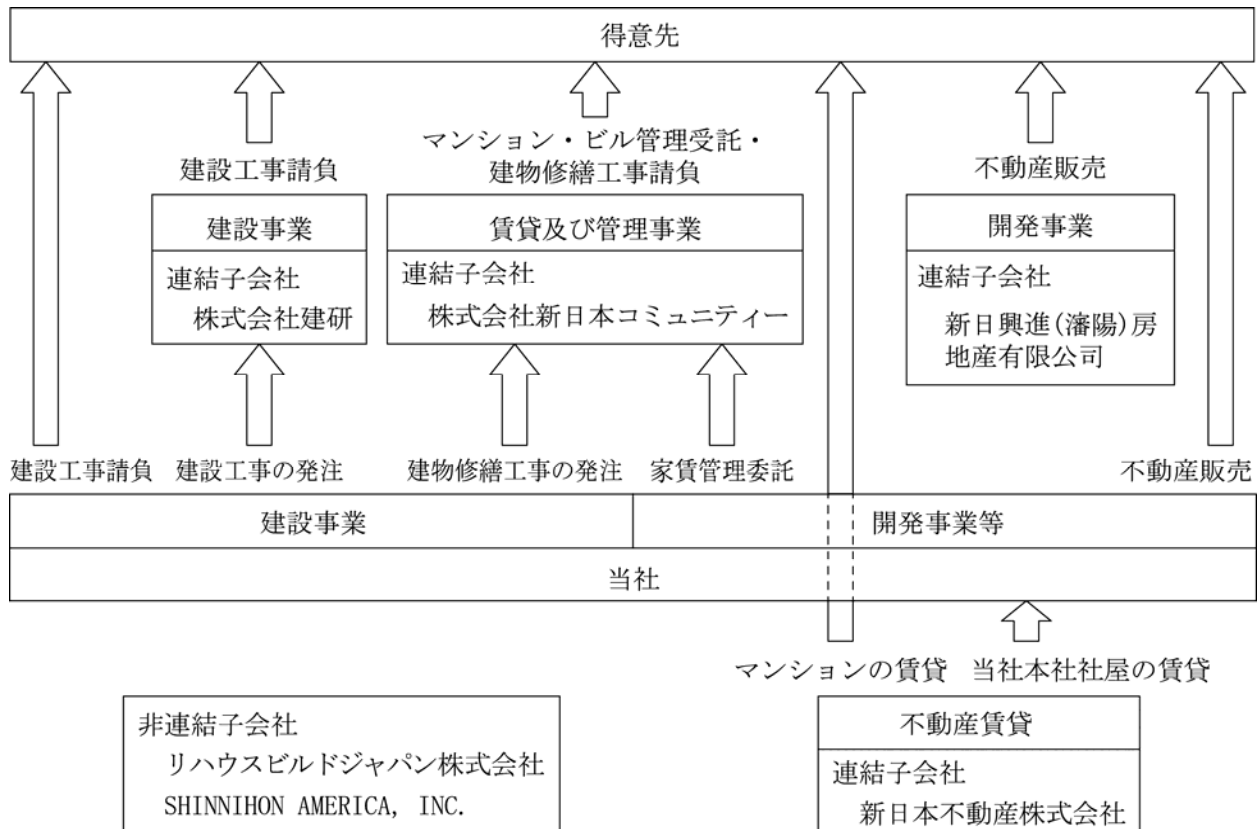 得意先
マンション・ビル管理受託・
建設工事請負
建物修繕工事請負
不動産販売
建設事業
連結子会社
株式会社建研
賃貸及び管理事業
連結子会社
株式会社新日本コミュニティー
開発事業
連結子会社
新日興進(瀋陽)房
地産有限公司
建設工事請負
建設工事の発注
建物修繕工事の発注
家賃管理委託
不動産販売
建設事業
開発事業等
当社
マンションの賃貸
当社本社社屋の賃貸
非連結子会社
リハウスビルドジャパン株式会社
SHINNIHON AMERICA, INC.
不動産賃貸
連結子会社
新日本不動産株式会社